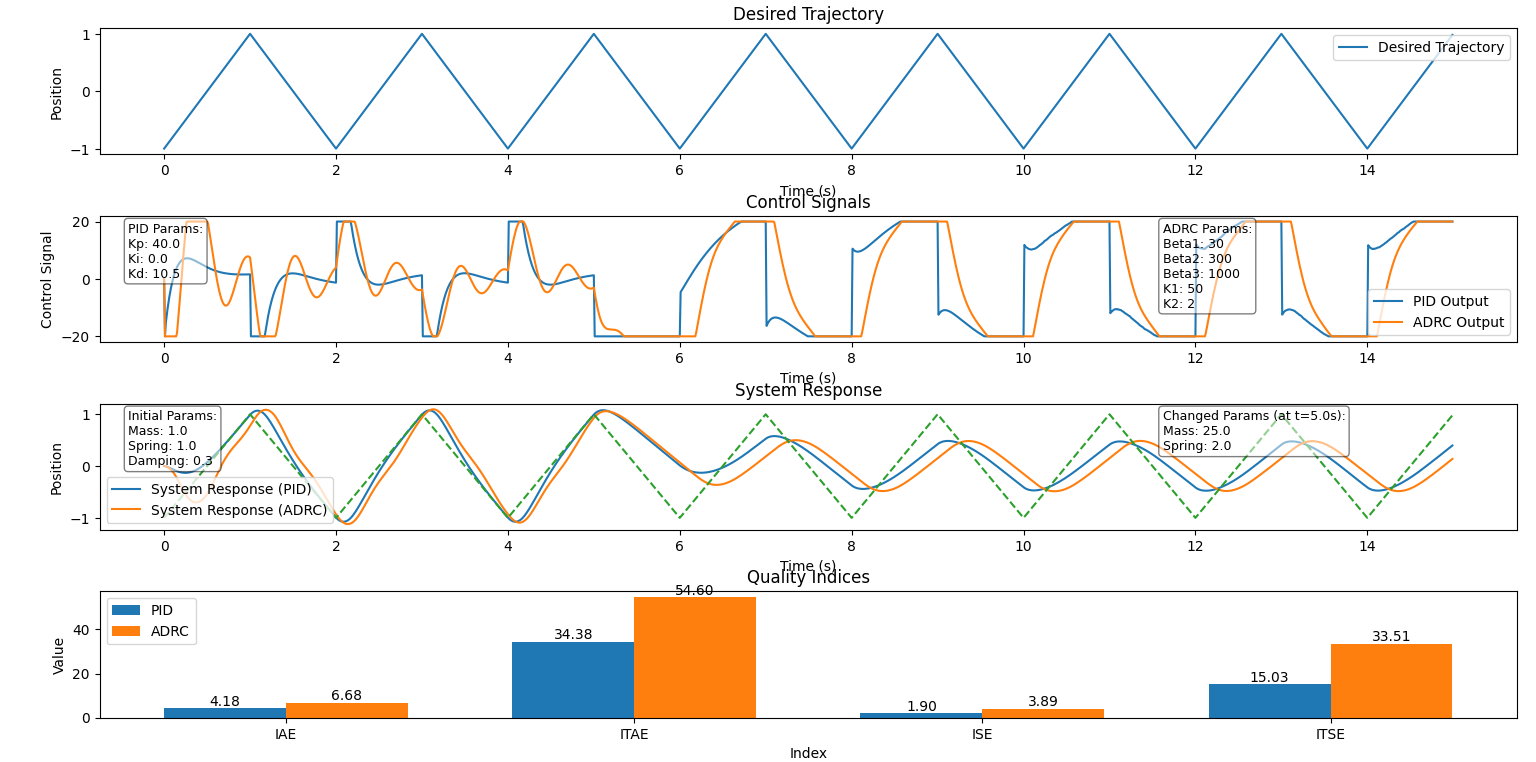 Desired Trajectory
1
0
−1
Position
Desired Trajectory
0 2 4 6 8 10 12 14
Time (s)
Control Signals
20
0
−20
Control Signal
PID Params:
Kp: 40.0
Ki: 0.0
Kd: 10.5
ADRC Params:
Beta1: 30
Beta2: 300
Beta3: 1000
K1: 50
K2: 2
PID Output
ADRC Output
0 2 4 6 8 10 12 14
Time (s)
System Response
1
0
−1
Position
Initial Params:
Mass: 1.0
Spring: 1.0
Damping: 0.3
System Response (PID)
System Response (ADRC)
Changed Params (at t=5.0s):
Mass: 25.0
Spring: 2.0
0 2 4 6 8 10 12 14
Time (s)
Quality Indices
40
20
0
Value
PID
ADRC
4.18 6.68
34.38 54.60
1.90 3.89
15.03 33.51
IAE ITAE ISE ITSE
Index